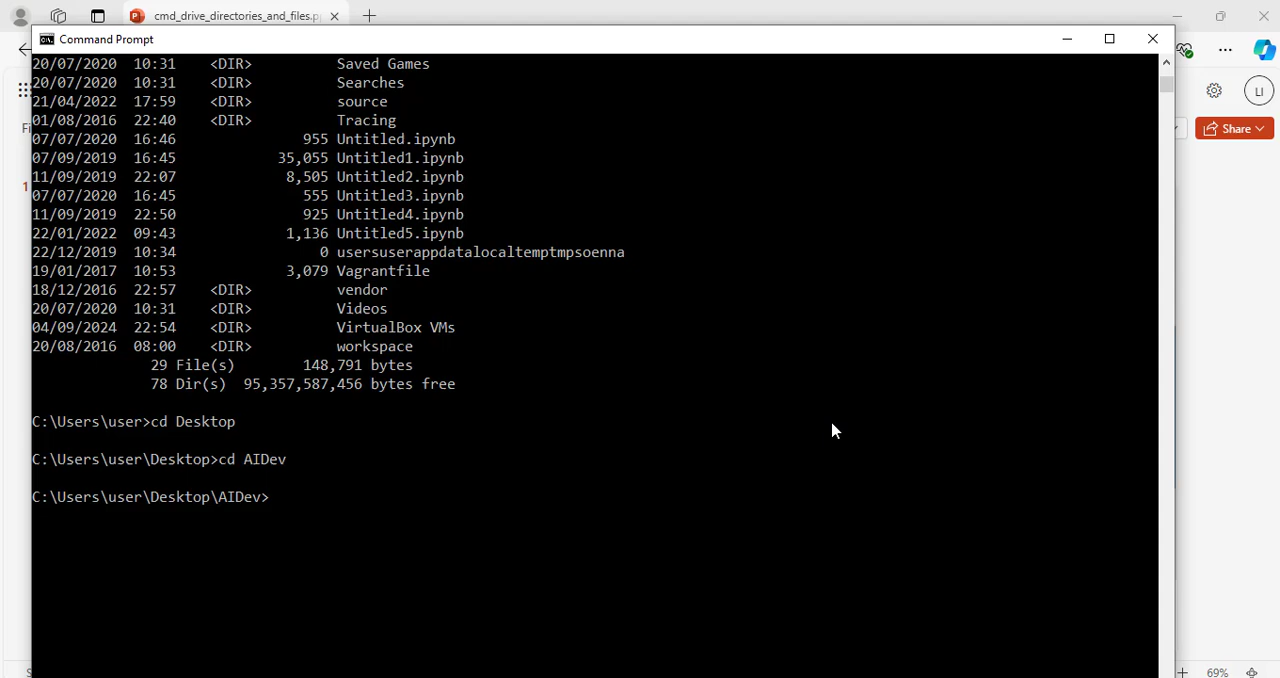 cmd_drive_directories_and_files.p
Command Prompt
20/07/2020  10:31    <DIR>          Saved Games
20/07/2020  10:31    <DIR>          Searches
21/04/2022  17:59    <DIR>          source
01/08/2016  22:40    <DIR>          Tracing
07/07/2020  16:46               955 Untitled.ipynb
07/09/2019  16:45            35,055 Untitled1.ipynb
11/09/2019  22:07             8,505 Untitled2.ipynb
07/07/2020  16:45               555 Untitled3.ipynb
11/09/2019  22:50               925 Untitled4.ipynb
22/01/2022  09:43             1,136 Untitled5.ipynb
22/12/2019  10:34                 0 usersuserappdatalocaltemptmpsoenna
19/01/2017  10:53             3,079 Vagrantfile
18/12/2016  22:57    <DIR>          vendor
20/07/2020  10:31    <DIR>          Videos
04/09/2024  22:54    <DIR>          VirtualBox VMs
20/08/2016  08:00    <DIR>          workspace
29 File(s)        148,791 bytes
78 Dir(s)  95,357,587,456 bytes free
C:\Users\user>cd Desktop
C:\Users\user\Desktop>cd AIDev
C:\Users\user\Desktop\AIDev>
LI
Share
1
69%